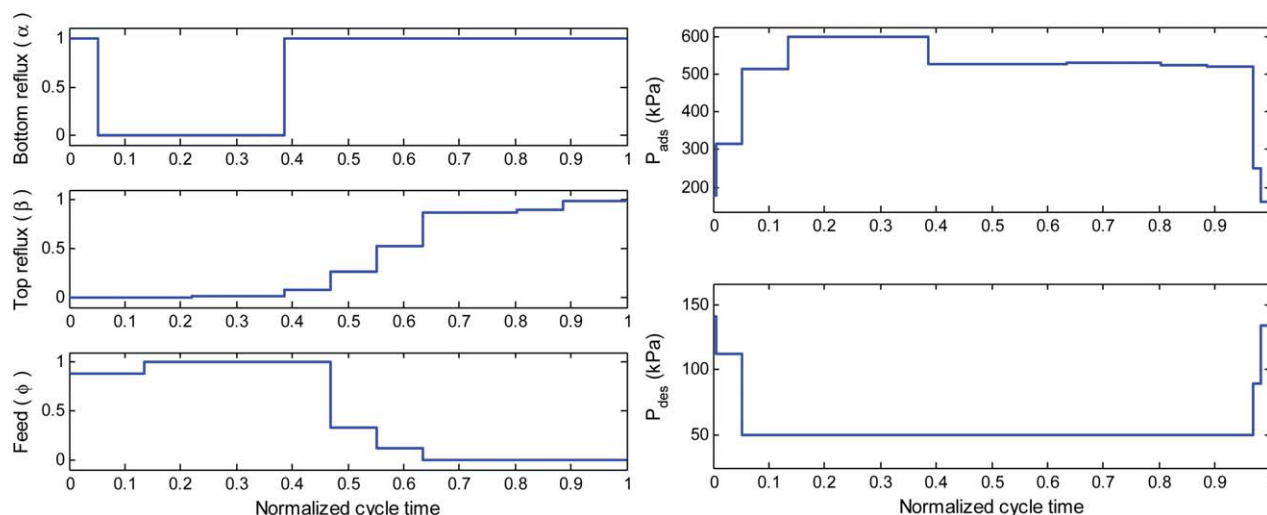 Bottom reflux ( α )
1
0
0 0.1 0.2 0.3 0.4 0.5 0.6 0.7 0.8 0.9 1
Top reflux ( β )
1
0.5
0
0 0.1 0.2 0.3 0.4 0.5 0.6 0.7 0.8 0.9 1
Feed ( ϕ )
1
0.5
0
0 0.1 0.2 0.3 0.4 0.5 0.6 0.7 0.8 0.9 1
Normalized cycle time
P_ads (kPa)
600
500
400
300
200
0 0.1 0.2 0.3 0.4 0.5 0.6 0.7 0.8 0.9
P_des (kPa)
150
100
50
0 0.1 0.2 0.3 0.4 0.5 0.6 0.7 0.8 0.9
Normalized cycle time